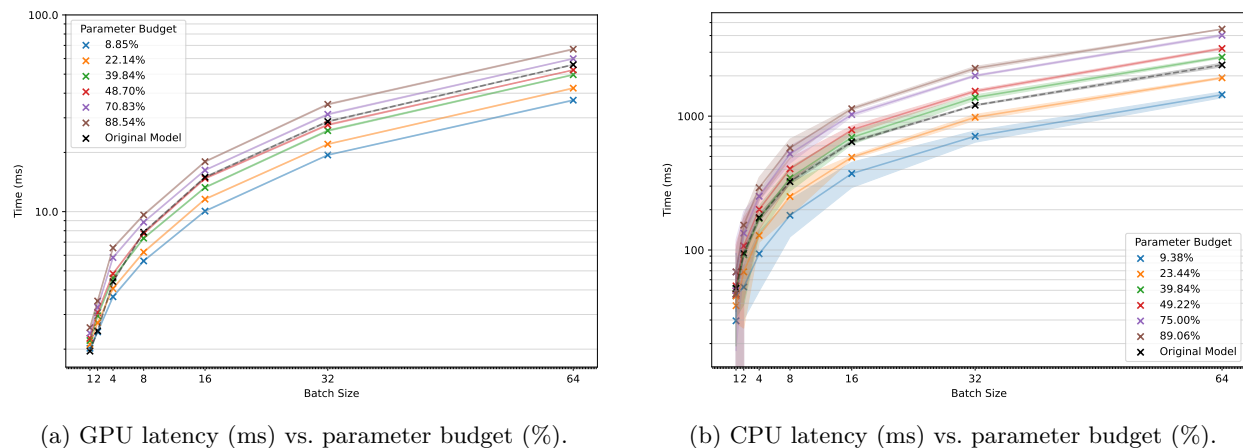 100.0
10.0
Time (ms)
Parameter Budget
8.85%
22.14%
39.84%
48.70%
70.83%
88.54%
Original Model
1 2 4 8 16 32 64
Batch Size
(a) GPU latency (ms) vs. parameter budget (%).
1000
100
Time (ms)
Parameter Budget
9.38%
23.44%
39.84%
49.22%
75.00%
89.06%
Original Model
1 2 4 8 16 32 64
Batch Size
(b) CPU latency (ms) vs. parameter budget (%).